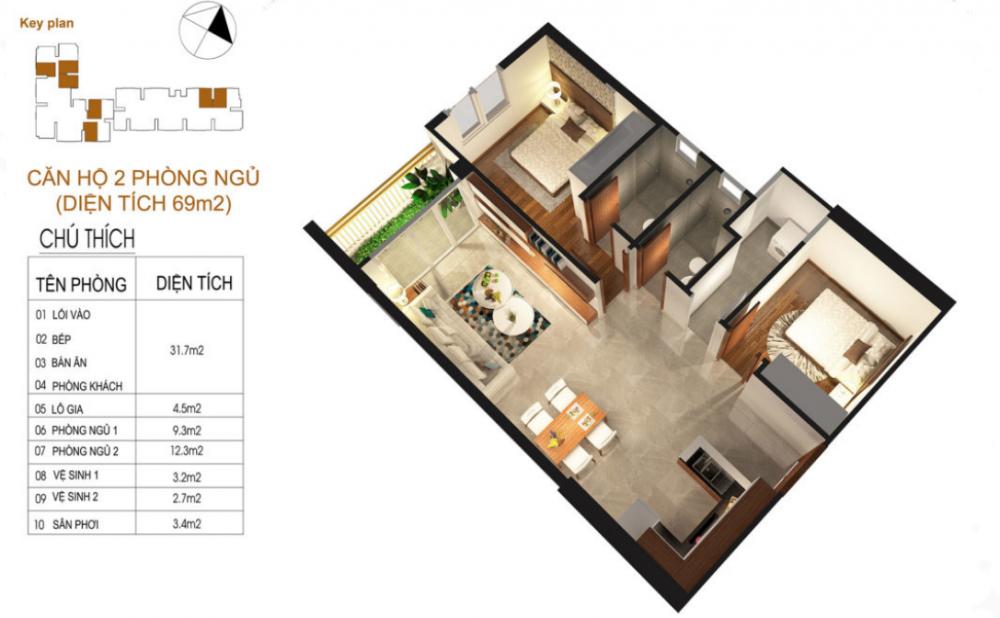 Key plan
CĂN HỘ 2 PHÒNG NGỦ
(DIỆN TÍCH 69m2)
CHÚ THÍCH
TÊN PHÒNG DIỆN TÍCH
01 LỐI VÀO
02 BẾP
03 BÀN ĂN
04 PHÒNG KHÁCH
31.7m2
05 LÔ GIA 4.5m2
06 PHÒNG NGỦ 1 9.3m2
07 PHÒNG NGỦ 2 12.3m2
08 VỆ SINH 1 3.2m2
09 VỆ SINH 2 2.7m2
10 SÂN PHƠI 3.4m2